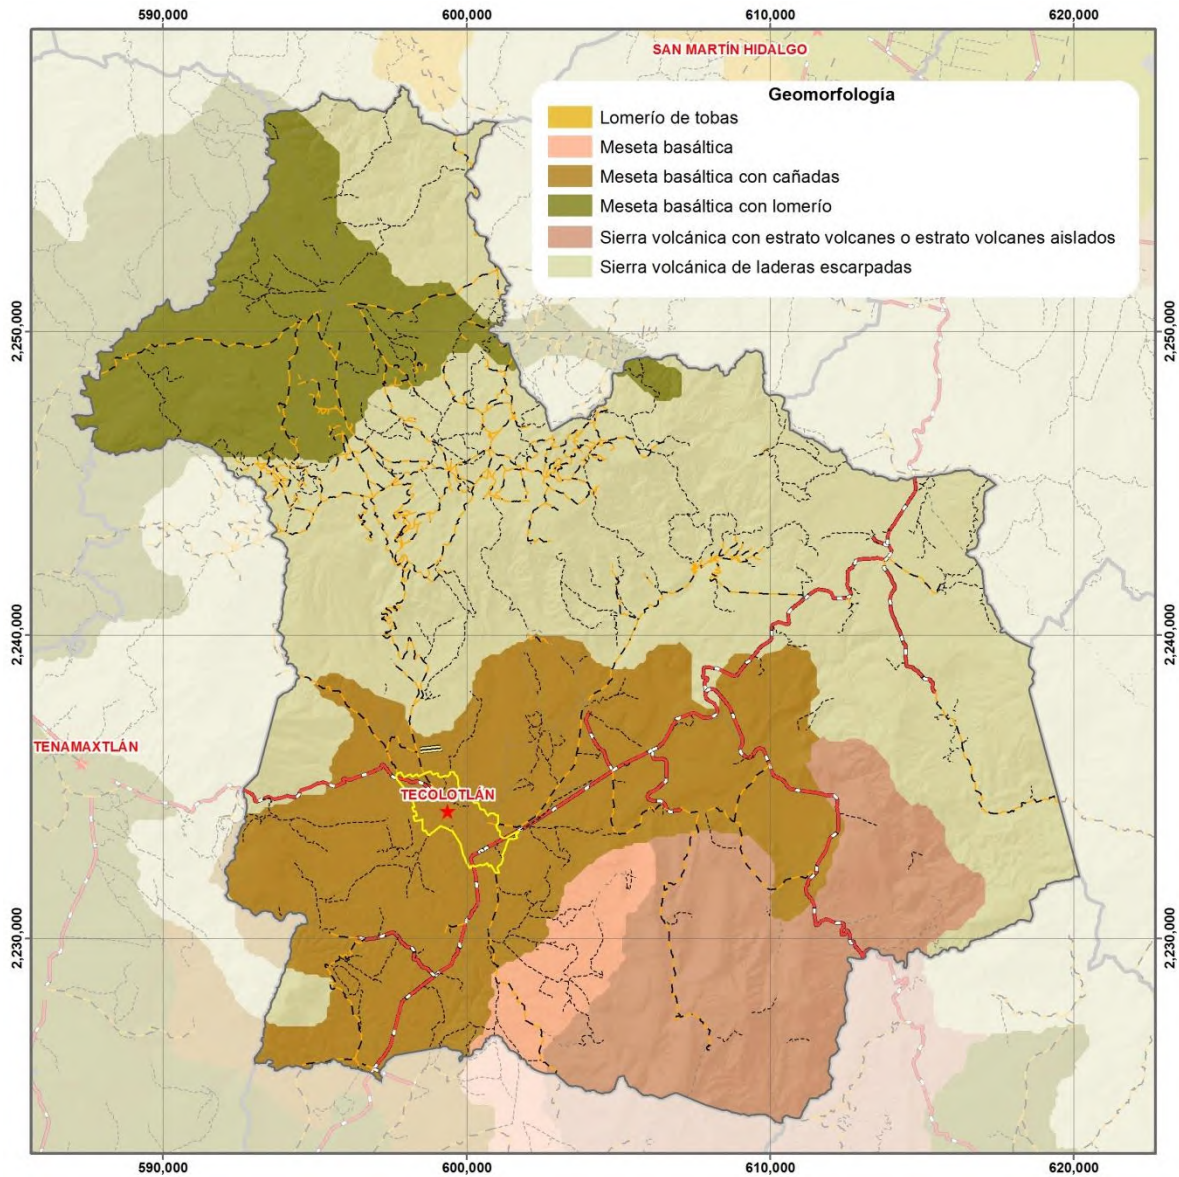 590,000
600,000
610,000
620,000
SAN MARTÍN HIDALGO
Geomorfología
Lomerío de tobas
Meseta basáltica
Meseta basáltica con cañadas
Meseta basáltica con lomerío
Sierra volcánica con estrato volcanes o estrato volcanes aislados
Sierra volcánica de laderas escarpadas
2,250,000
2,250,000
2,240,000
2,240,000
TENAMAXTLÁN
TECOLOTLÁN
2,230,000
2,230,000
590,000
600,000
610,000
620,000